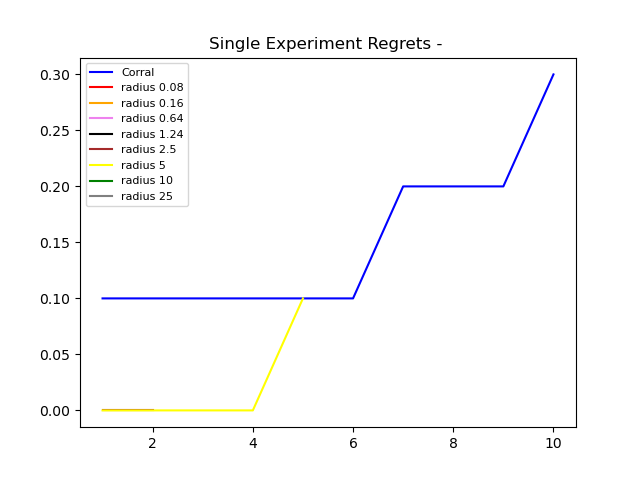 Single Experiment Regrets -
Corral
radius 0.08
radius 0.16
radius 0.64
radius 1.24
radius 2.5
radius 5
radius 10
radius 25
0.30
0.25
0.20
0.15
0.10
0.05
0.00
2 4 6 8 10